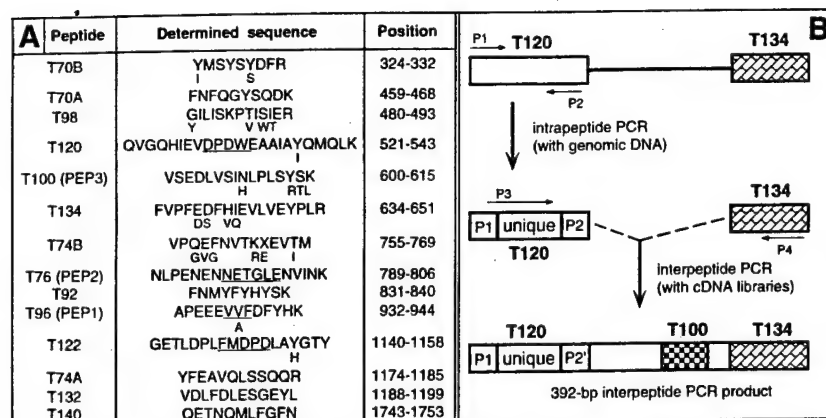 A Peptide Determined sequence Position
T70B YMSYSYDFR 324-332
I S
T70A FNFQGYSQDK 459-468
T98 GILISKPTISIER 480-493
Y V WT
T120 QVGQHIEVDPDWEAAIAYQMQLK 521-543
I
T100 (PEP3) VSEDLVSINLPLSYSK 600-615
H RTL
T134 FVPFEDFHIEVLVEYPLR 634-651
DS VQ
T74B VPQEFNVTKXEVTM 755-769
GVG RE I
T76 (PEP2) NLPENENNETGLENVINK 789-806
T92 FNMYFYHYSK 831-840
T96 (PEP1) APEEEVVFDFYHK 932-944
A
T122 GETLDPLFMDPDLAYGTY 1140-1158
H
T74A YFEAVQLSSQQR 1174-1185
T132 VDLFDLESGEYL 1188-1199
T140 QETNQMLFGFN 1743-1753
B
P1 T120 T134
P2
intrapeptide PCR
(with genomic DNA)
P3 T134
P1 unique P2
T120 P4
interpeptide PCR
(with cDNA libraries)
T120 T100 T134
P1 unique P2'
392-bp interpeptide PCR product